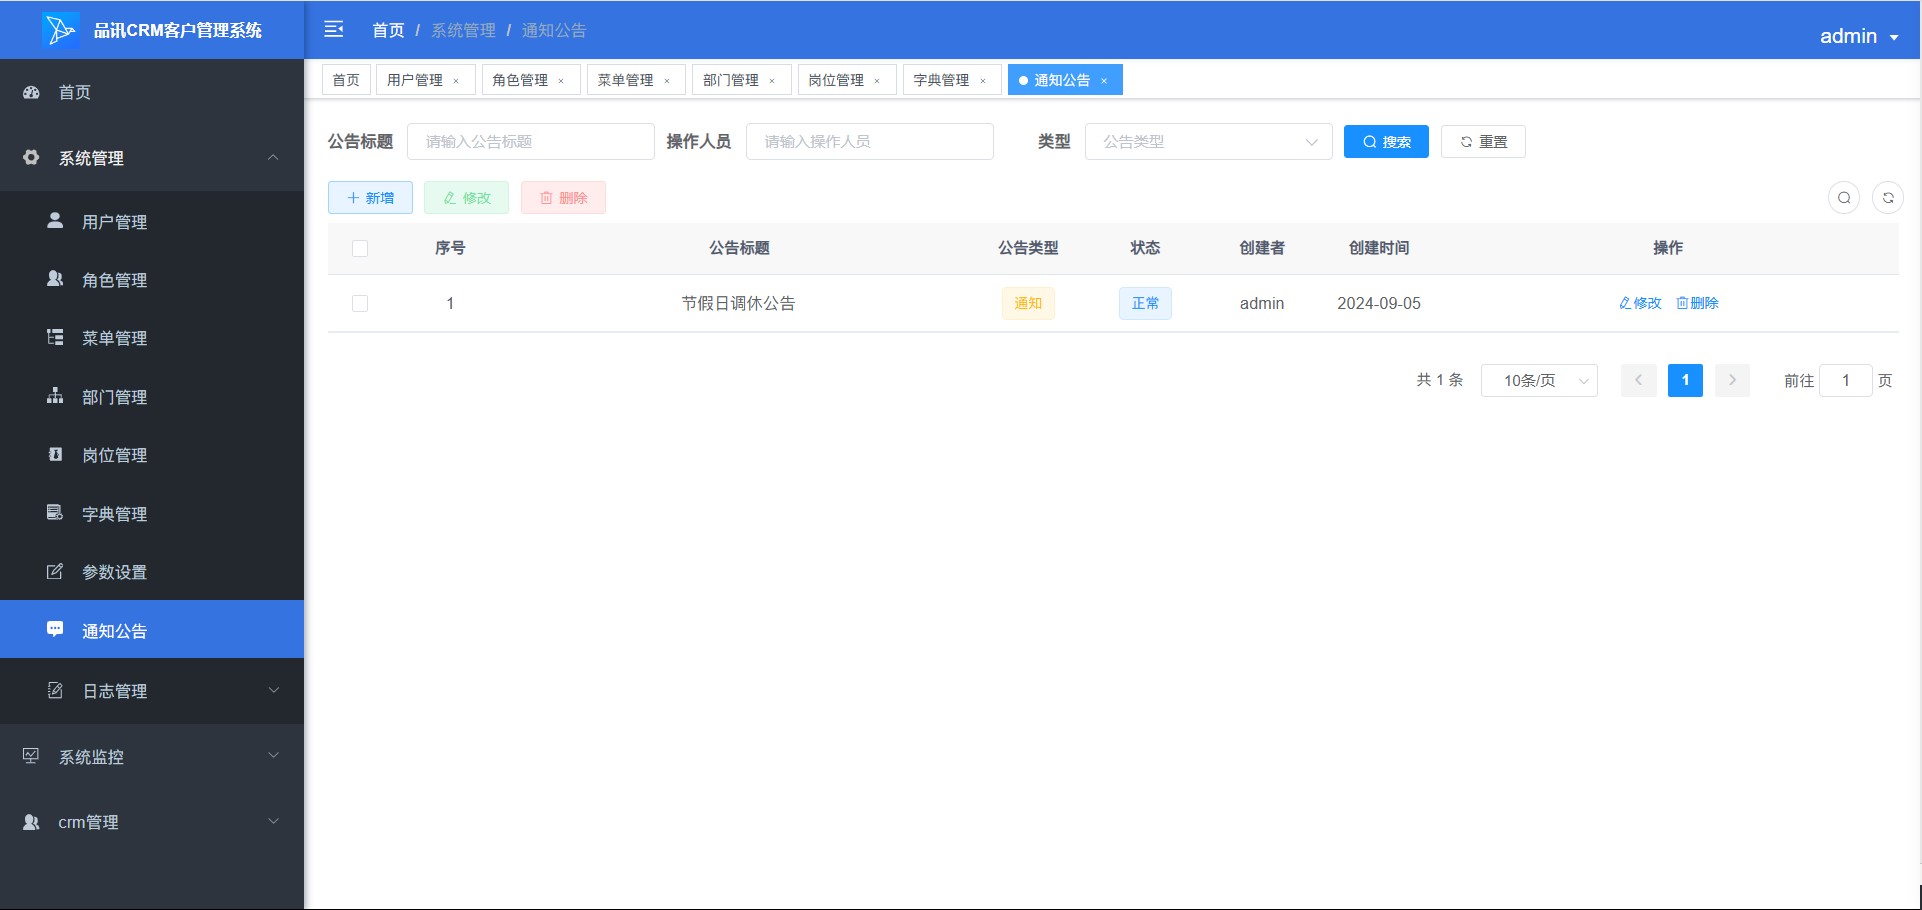 品讯CRM客户管理系统
首页 / 系统管理 / 通知公告
admin
首页
用户管理 ×
角色管理 ×
菜单管理 ×
部门管理 ×
岗位管理 ×
字典管理 ×
通知公告 ×
首页
系统管理
用户管理
角色管理
菜单管理
部门管理
岗位管理
字典管理
参数设置
通知公告
日志管理
系统监控
crm管理
公告标题 请输入公告标题 操作人员 请输入操作人员 类型 公告类型 搜索 重置
新增 修改 删除
序号 公告标题 公告类型 状态 创建者 创建时间 操作
1 节假日调休公告 通知 正常 admin 2024-09-05 修改 删除
共 1 条 10条/页 1 前往 1 页